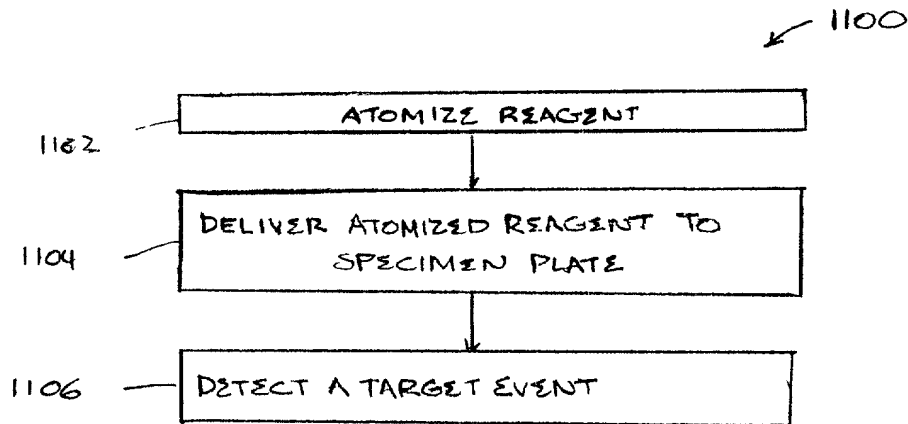 1100
ATOMIZE REAGENT
1102
DELIVER ATOMIZED REAGENT TO
SPECIMEN PLATE
1104
DETECT A TARGET EVENT
1106